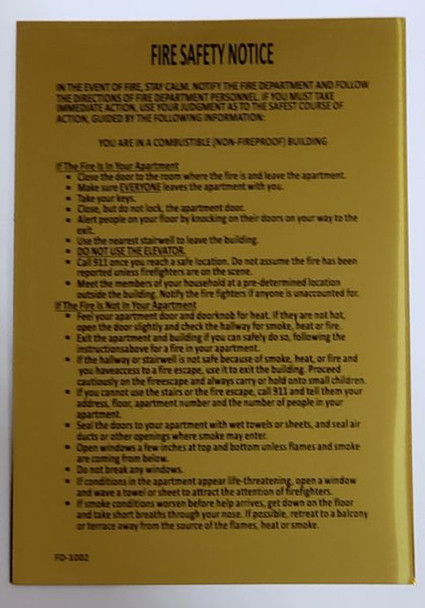 FIRE SAFETY NOTICE
IN THE EVENT OF FIRE, STAY CALM. NOTIFY THE FIRE DEPARTMENT AND FOLLOW
THE DIRECTIONS OF FIRE DEPARTMENT PERSONNEL. IF YOU MUST TAKE
IMMEDIATE ACTION, USE YOUR JUDGMENT AS TO THE SAFEST COURSE OF
ACTION, GUIDED BY THE FOLLOWING INFORMATION:
YOU ARE IN A COMBUSTIBLE (NON-FIREPROOF) BUILDING
If The Fire Is In Your Apartment
• Close the door to the room where the fire is and leave the apartment.
• Make sure EVERYONE leaves the apartment with you.
• Take your keys.
• Close, but do not lock, the apartment door.
• Alert people on your floor by knocking on their doors on your way to the
exit.
• Use the nearest stairwell to leave the building.
• DO NOT USE THE ELEVATOR.
• Call 911 once you reach a safe location. Do not assume the fire has been
reported unless firefighters are on the scene.
• Meet the members of your household at a pre-determined location
outside the building. Notify the fire fighters if anyone is unaccounted for.
If The Fire Is Not In Your Apartment
• Feel your apartment door and doorknob for heat. If they are not hot,
open the door slightly and check the hallway for smoke, heat or fire.
• Exit the apartment and building if you can safely do so, following the
instructionsabove for a fire in your apartment.
• If the hallway or stairwell is not safe because of smoke, heat, or fire and
you haveaccess to a fire escape, use it to exit the building. Proceed
cautiously on the fireescape and always carry or hold onto small children.
• If you cannot use the stairs or the fire escape, call 911 and tell them your
address, floor, apartment number and the number of people in your
apartment.
• Seal the doors to your apartment with wet towels or sheets, and seal air
ducts or other openings where smoke may enter.
• Open windows a few inches at top and bottom unless flames and smoke
are coming from below.
• Do not break any windows.
• If conditions in the apartment appear life-threatening, open a window
and wave a towel or sheet to attract the attention of firefighters.
• If smoke conditions worsen before help arrives, get down on the floor
and take short breaths through your nose. If possible, retreat to a balcony
or terrace away from the source of the flames, heat or smoke.
FD-1002